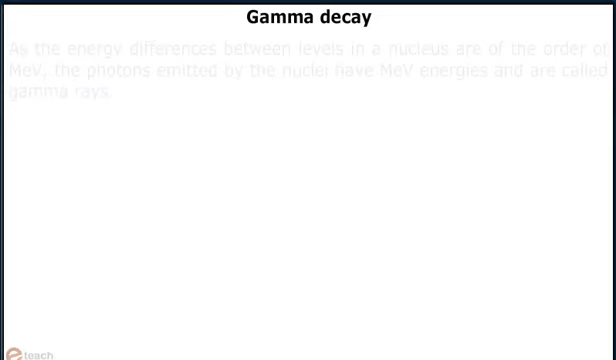 Gamma decay
As the energy differences between levels in a nucleus are of the order of
MeV, the photons emitted by the nuclei have MeV energies and are called
gamma rays.
e teach